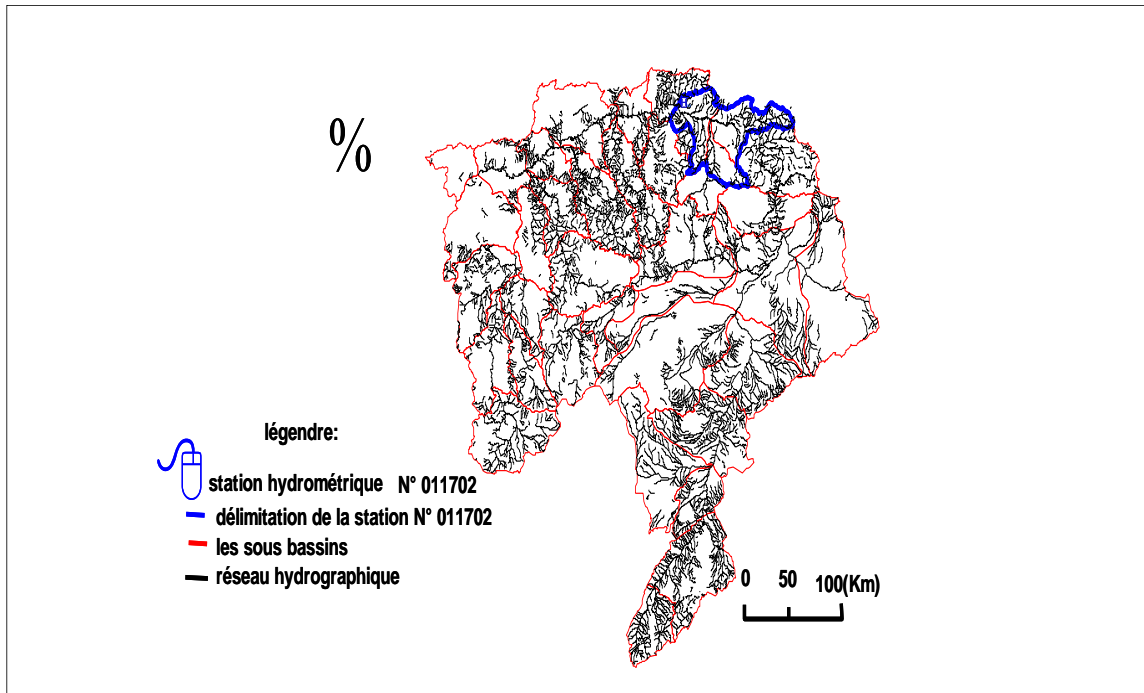 %
légendre:
station hydrométrique N° 011702
délimitation de la station N° 011702
les sous bassins
réseau hydrographique
0 50 100(Km)